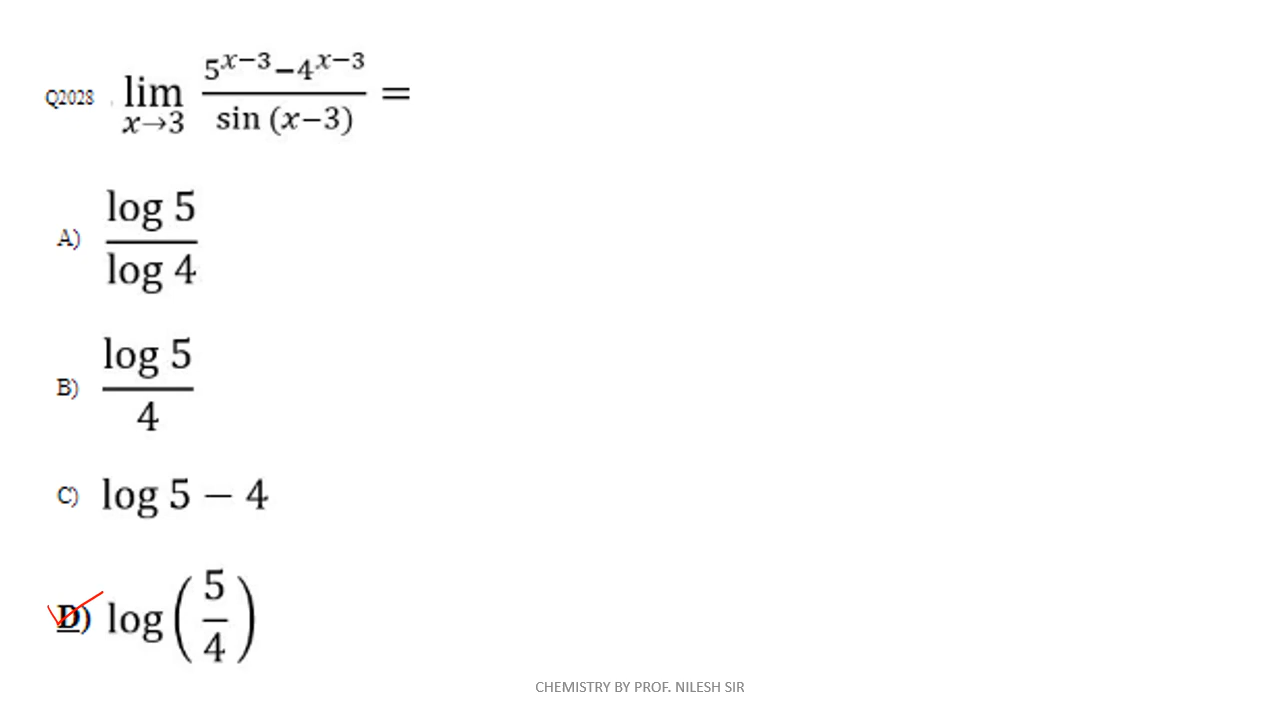 Q2028 . lim x→3 5^(x−3) − 4^(x−3) / sin (x−3) =
A) log 5 / log 4
B) log 5 / 4
C) log 5 − 4
D) log (5/4)
CHEMISTRY BY PROF. NILESH SIR